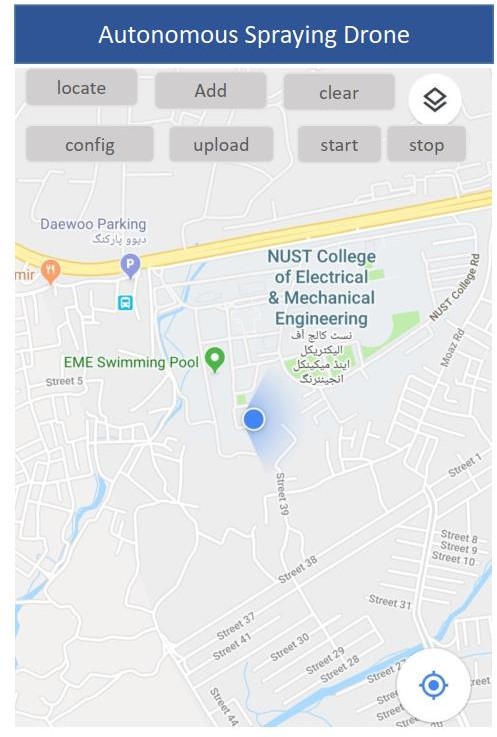 Autonomous Spraying Drone
locate
Add
clear
config
upload
start
stop
Daewoo Parking
دیوو پارکنگ
P
mir
NUST College
of Electrical
& Mechanical
Engineering
نسٹ کالج آف
الیکٹریکل
اینڈ میکینکل
انجینئرنگ
NUST College Rd
Moaz Rd
EME Swimming Pool
Street 5
Street 1
Street 39
Street 8
Street 9
Street 10
Street 38
Street 31
Street 37
Street 41
Street 30
Street 29
Street 28
Street 44
Street
Street
reet